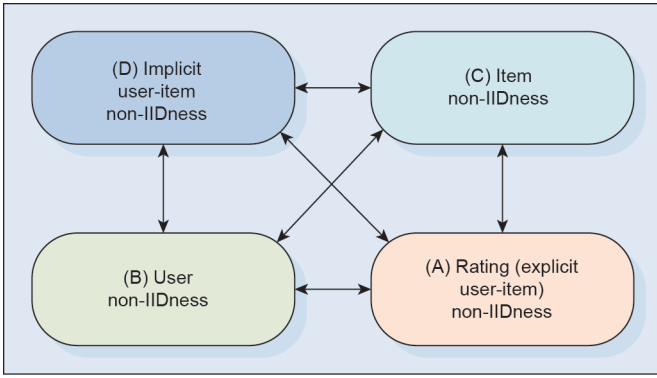 (D) Implicit
user-item
non-IIDness
(C) Item
non-IIDness
(B) User
non-IIDness
(A) Rating (explicit
user-item)
non-IIDness